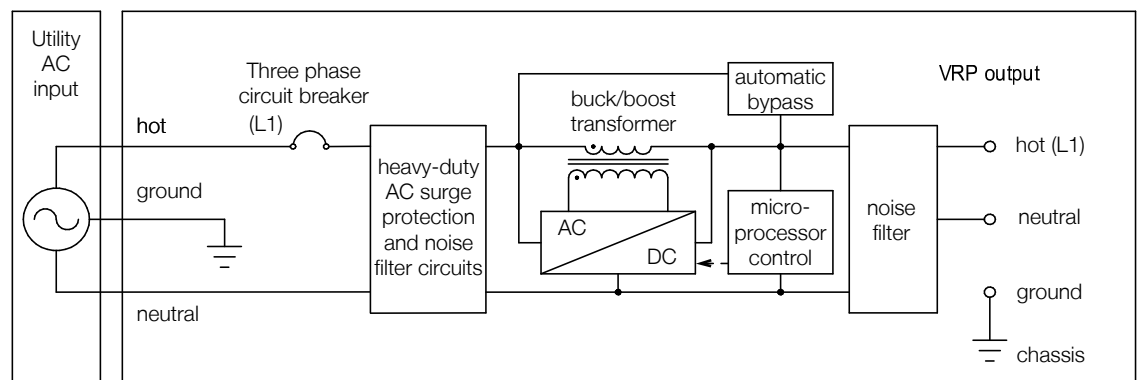 Utility
AC
input
Three phase
circuit breaker
(L1)
hot
ground
neutral
heavy-duty
AC surge
protection
and noise
filter circuits
buck/boost
transformer
AC
DC
automatic
bypass
micro-
processor
control
noise
filter
VRP output
hot (L1)
neutral
ground
chassis